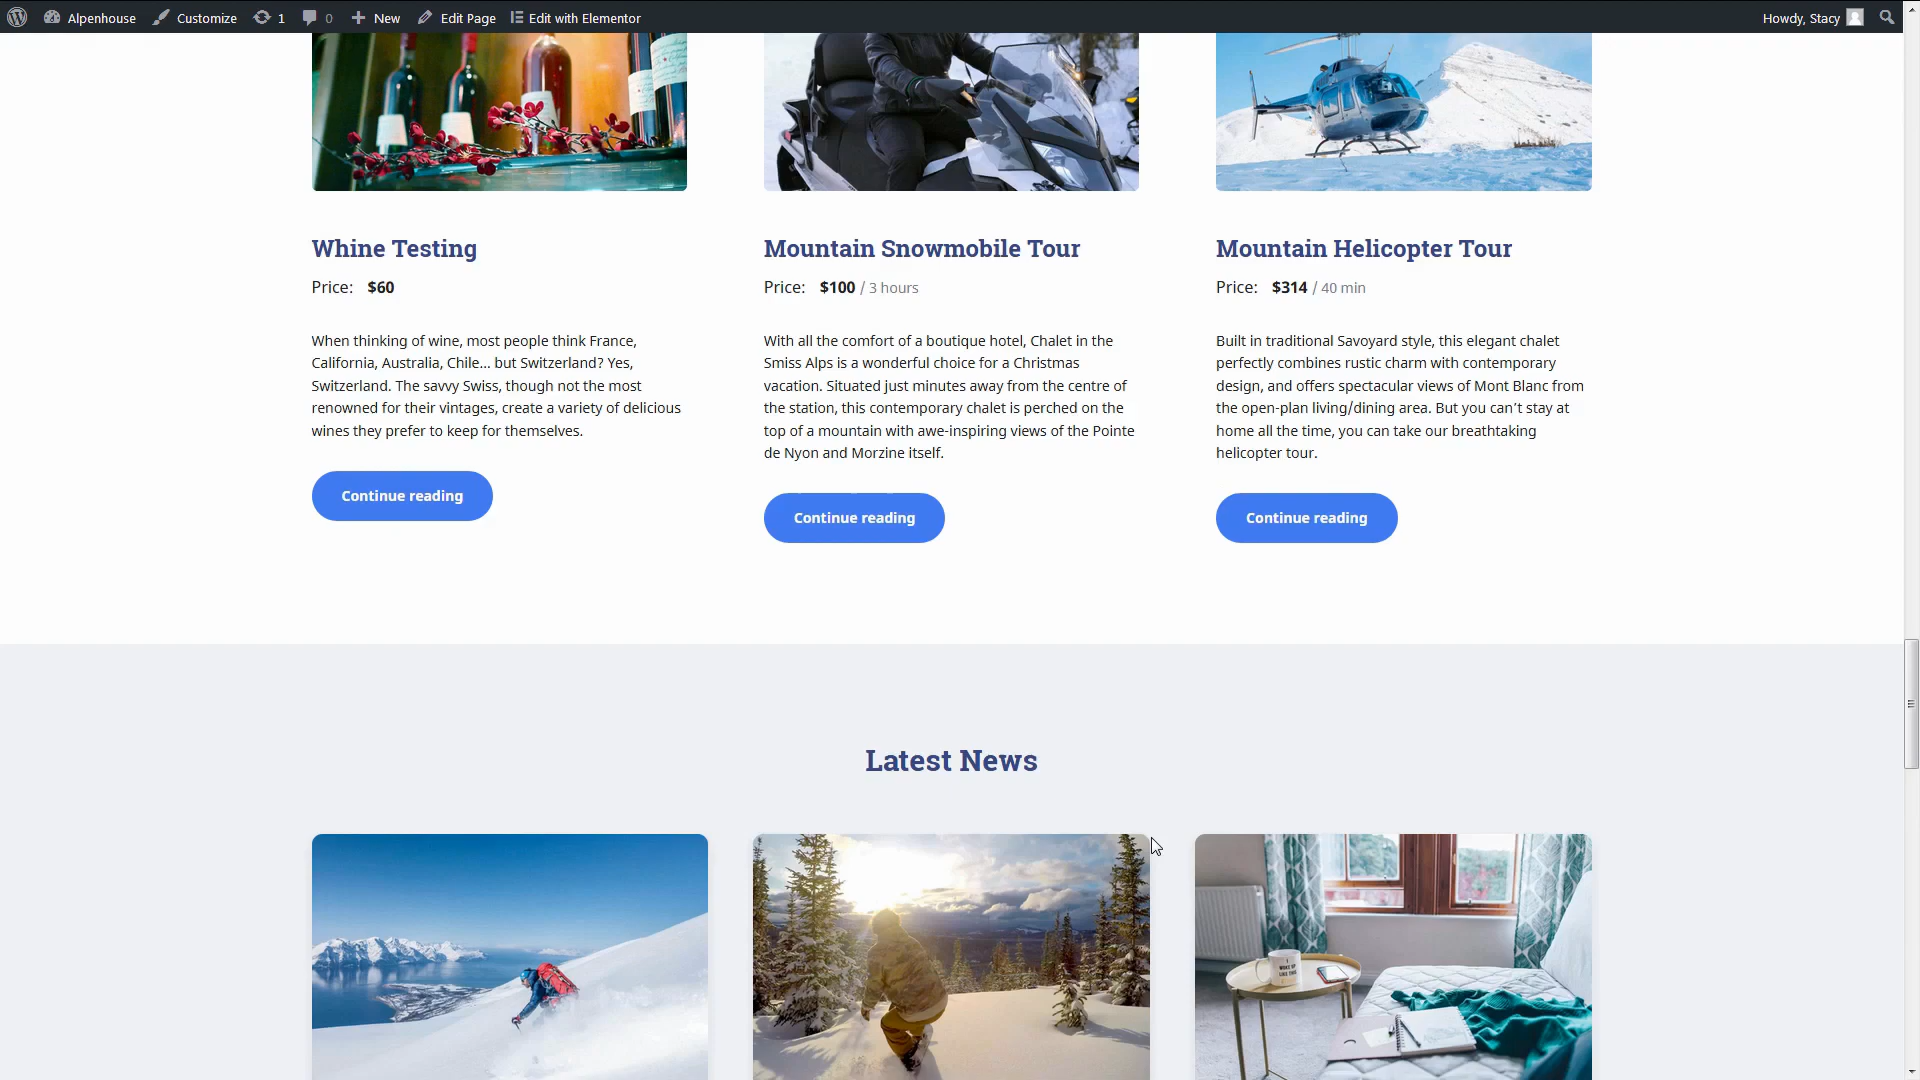 Alpenhouse Customize 1 0 New Edit Page Edit with Elementor Howdy, Stacy
Whine Testing
Price: $60
When thinking of wine, most people think France,
California, Australia, Chile… but Switzerland? Yes,
Switzerland. The savvy Swiss, though not the most
renowned for their vintages, create a variety of delicious
wines they prefer to keep for themselves.
Continue reading
Mountain Snowmobile Tour
Price: $100 / 3 hours
With all the comfort of a boutique hotel, Chalet in the
Smiss Alps is a wonderful choice for a Christmas
vacation. Situated just minutes away from the centre of
the station, this contemporary chalet is perched on the
top of a mountain with awe-inspiring views of the Pointe
de Nyon and Morzine itself.
Continue reading
Mountain Helicopter Tour
Price: $314 / 40 min
Built in traditional Savoyard style, this elegant chalet
perfectly combines rustic charm with contemporary
design, and offers spectacular views of Mont Blanc from
the open-plan living/dining area. But you can’t stay at
home all the time, you can take our breathtaking
helicopter tour.
Continue reading
Latest News
I
WOKE UP
LIKE THIS